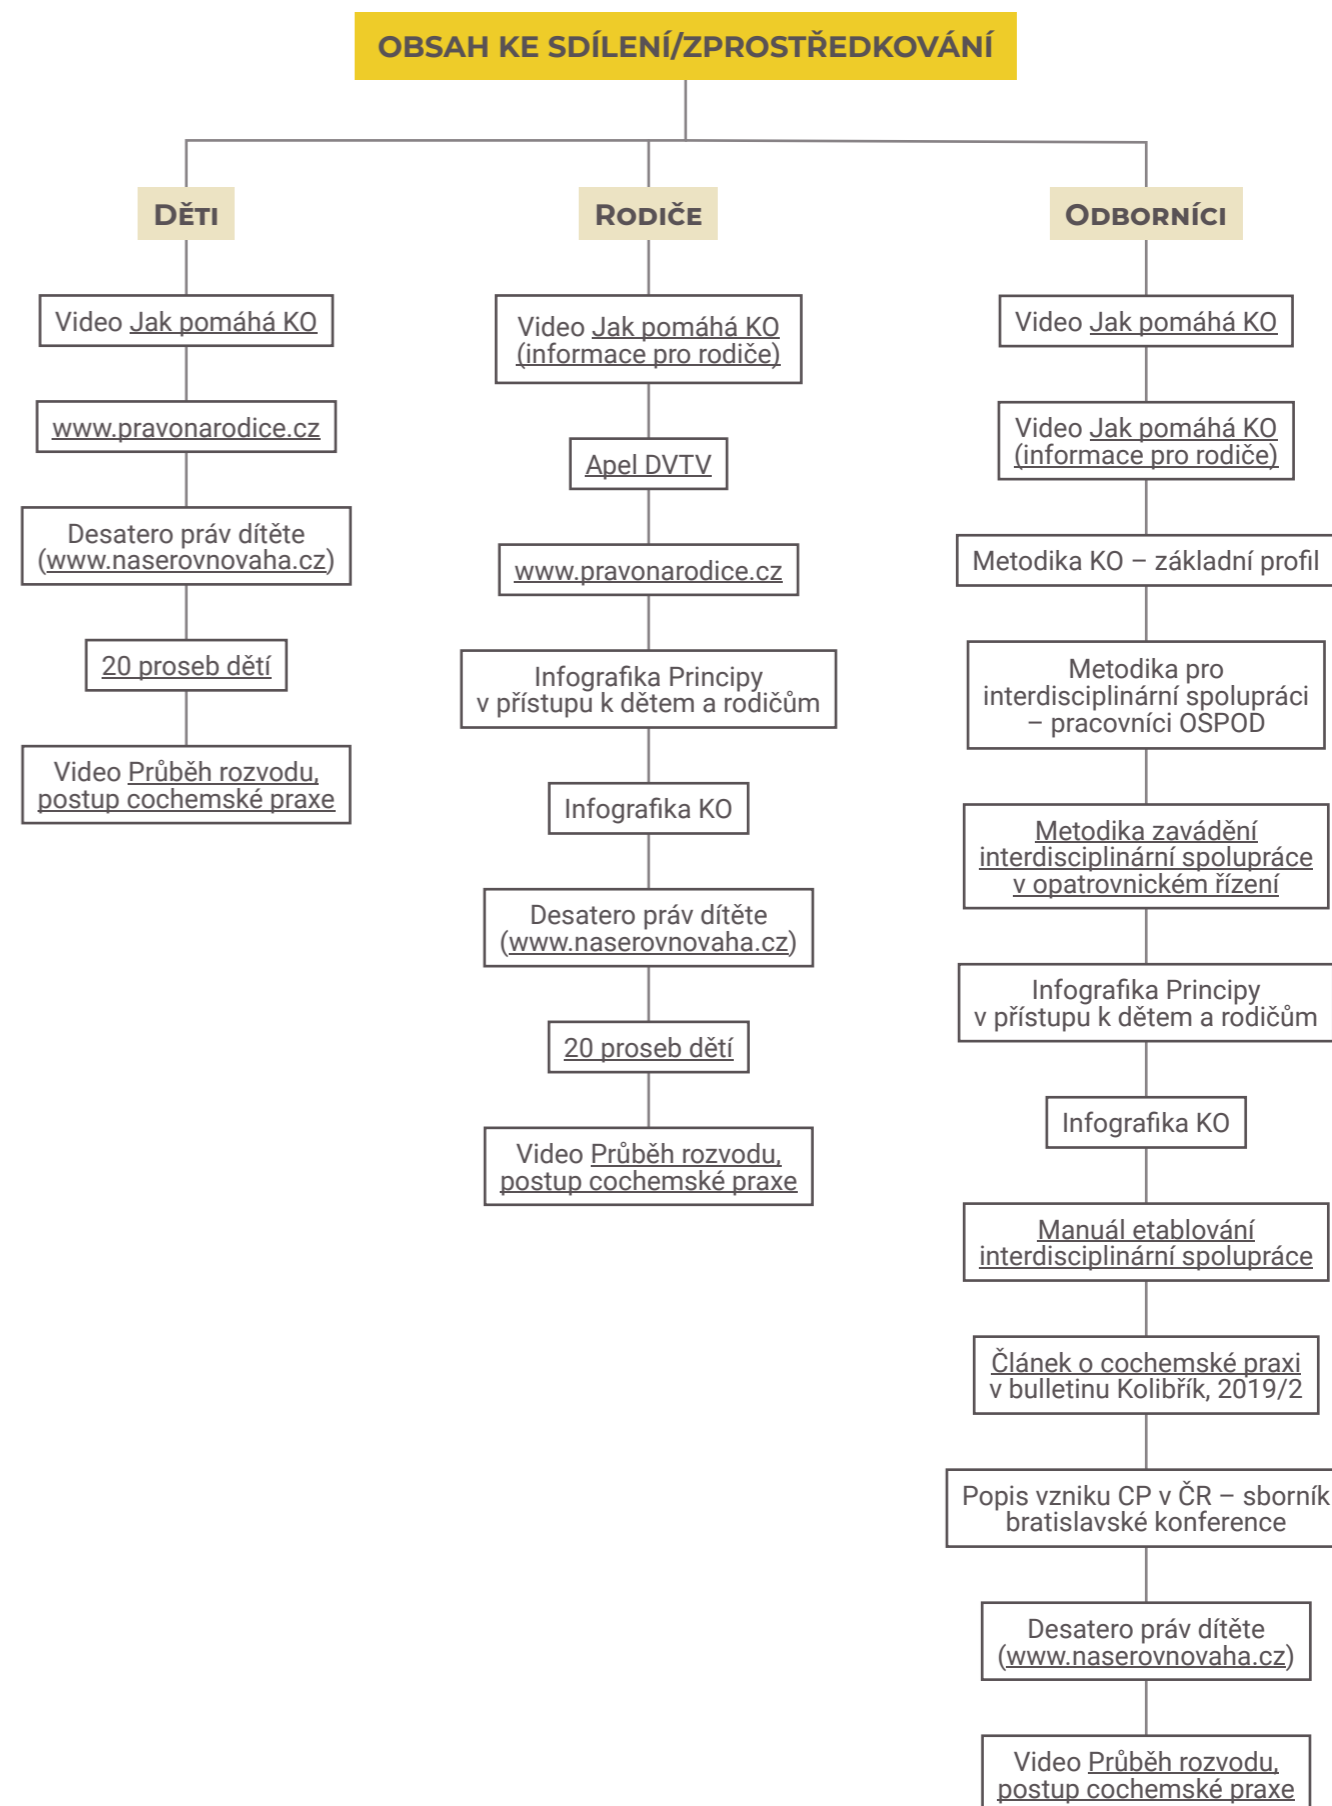 OBSAH KE SDÍLENÍ/ZPROSTŘEDKOVÁNÍ
DĚTI
Video Jak pomáhá KO
www.pravonarodice.cz
Desatero práv dítěte
(www.naserovnovaha.cz)
20 proseb dětí
Video Průběh rozvodu,
postup cochemské praxe
RODIČE
Video Jak pomáhá KO
(informace pro rodiče)
Apel DVTV
www.pravonarodice.cz
Infografika Principy
v přístupu k dětem a rodičům
Infografika KO
Desatero práv dítěte
(www.naserovnovaha.cz)
20 proseb dětí
Video Průběh rozvodu,
postup cochemské praxe
ODBORNÍCI
Video Jak pomáhá KO
Video Jak pomáhá KO
(informace pro rodiče)
Metodika KO – základní profil
Metodika pro
interdisciplinární spolupráci
– pracovníci OSPOD
Metodika zavádění
interdisciplinární spolupráce
v opatrovnickém řízení
Infografika Principy
v přístupu k dětem a rodičům
Infografika KO
Manuál etablování
interdisciplinární spolupráce
Článek o cochemské praxi
v bulletinu Kolibřík, 2019/2
Popis vzniku CP v ČR – sborník
bratislavské konference
Desatero práv dítěte
(www.naserovnovaha.cz)
Video Průběh rozvodu,
postup cochemské praxe